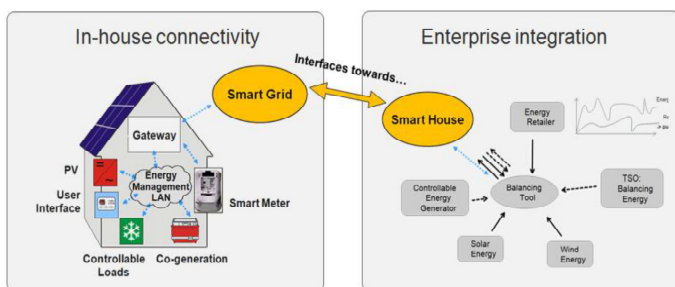 In-house connectivity
Smart Grid
Gateway
PV
Energy
Management
LAN
User
Interface
Smart Meter
Controllable
Loads
Co-generation
Interfaces towards...
Enterprise integration
Smart House
Energy
Retailer
Controllable
Energy
Generator
Balancing
Tool
TSO:
Balancing
Energy
Solar
Energy
Wind
Energy